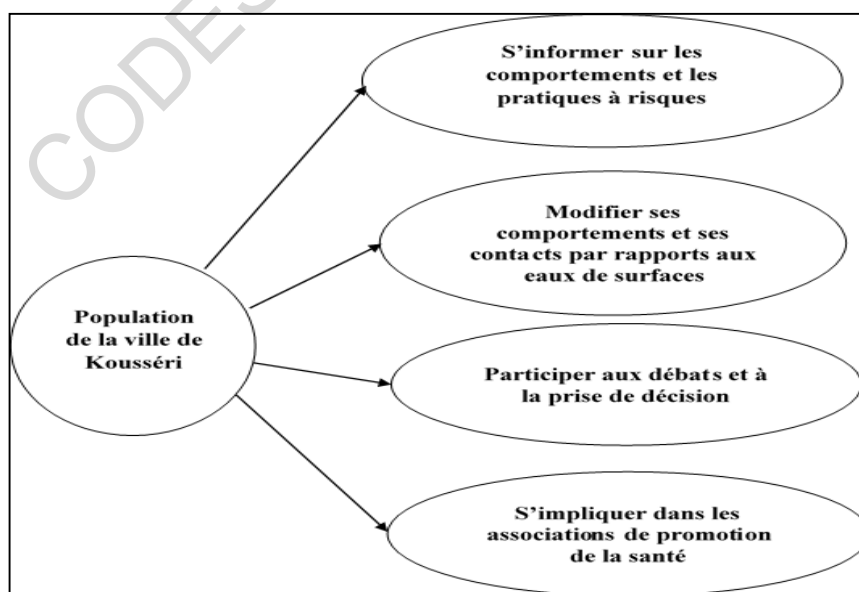 CODES
S'informer sur les
comportements et les
pratiques à risques
Modifier ses
comportements et ses
contacts par rapports aux
eaux de surfaces
Population
de la ville de
Kousséri
Participer aux débats et à
la prise de décision
S'impliquer dans les
associations de promotion
de la santé